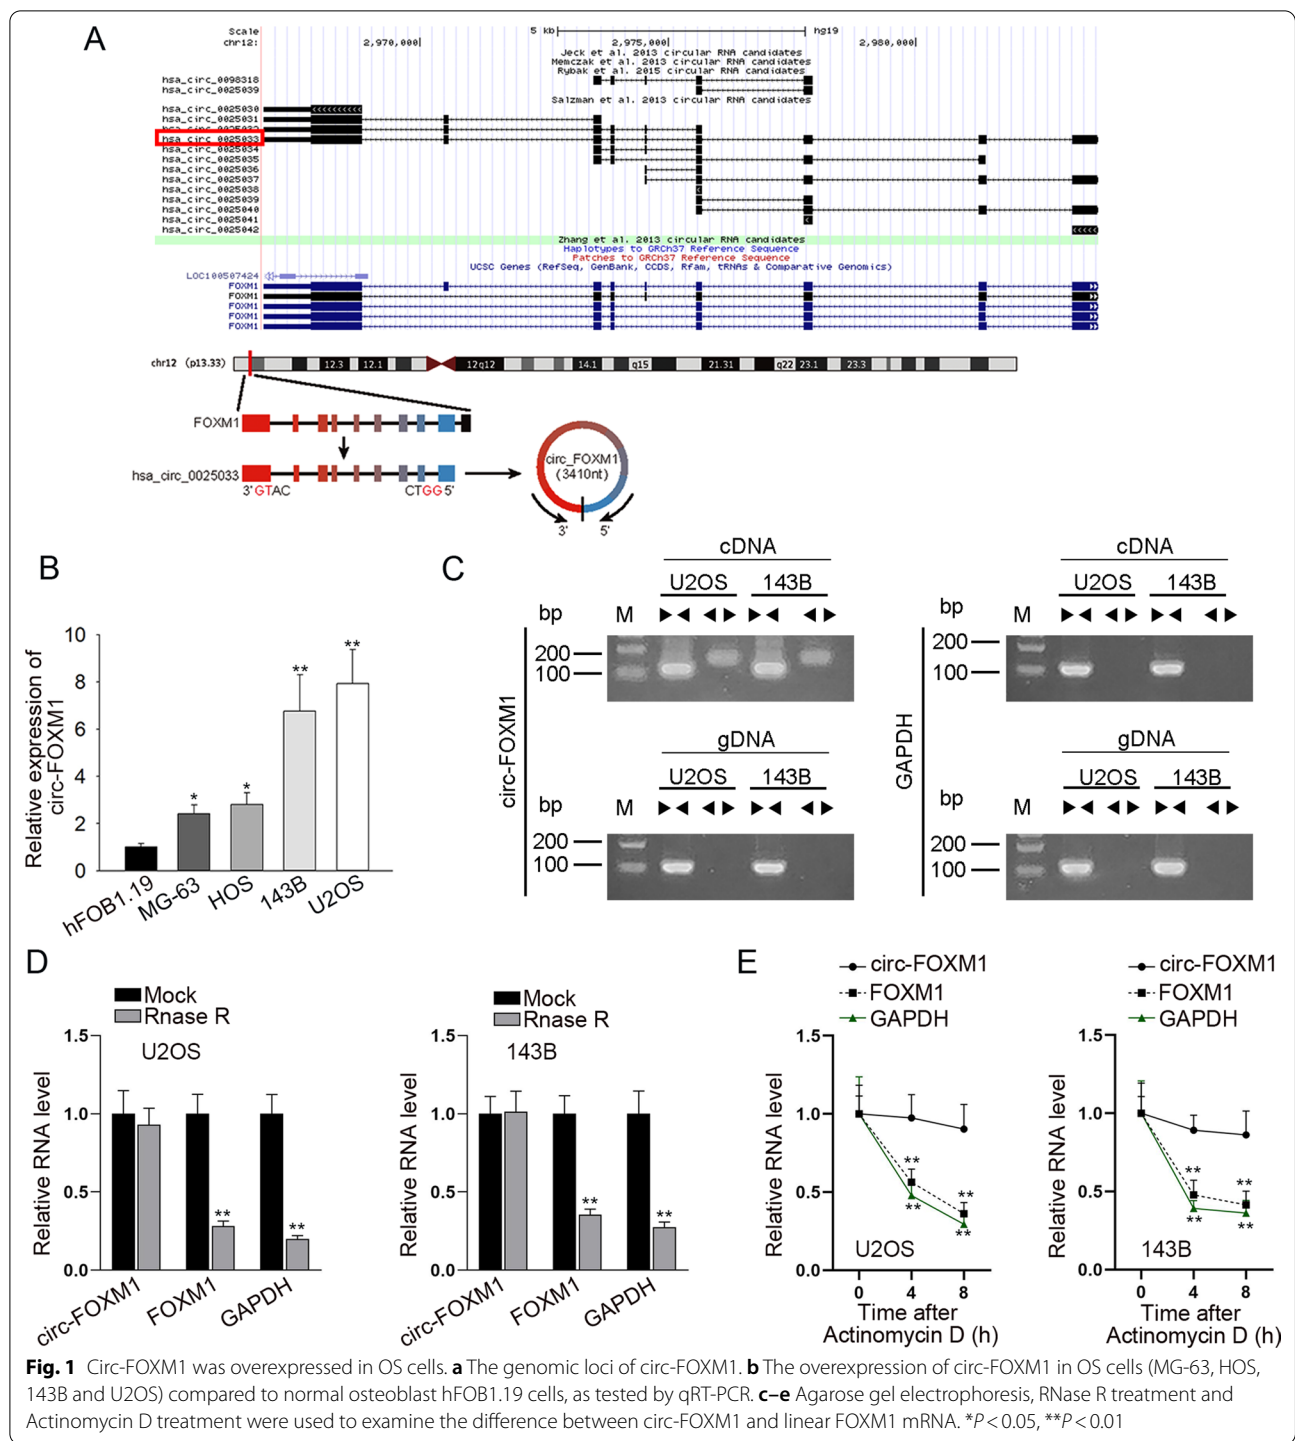 A
Scale
5 kb
hg19
chr12:
2,970,000
2,975,000
2,980,000
Jeck et al. 2013 circular RNA candidates
Memczak et al. 2013 circular RNA candidates
Rybak et al. 2015 circular RNA candidates
hsa_circ_0098318
hsa_circ_0025039
Salzman et al. 2013 circular RNA candidates
hsa_circ_0025030
hsa_circ_0025031
hsa_circ_0025032
hsa_circ_0025033
hsa_circ_0025034
hsa_circ_0025035
hsa_circ_0025036
hsa_circ_0025037
hsa_circ_0025038
hsa_circ_0025039
hsa_circ_0025040
hsa_circ_0025041
hsa_circ_0025042
Zhang et al. 2013 circular RNA candidates
Haplotypes to GRCh37 Reference Sequence
Patches to GRCh37 Reference Sequence
UCSC Genes (RefSeq, GenBank, CCDS, Rfam, tRNAs & Comparative Genomics)
LOC100507424
FOXM1
FOXM1
FOXM1
FOXM1
FOXM1
chr12 (p13.33) 12.3 12.1 12q12 14.1 q15 21.31 q22 23.1 23.3
FOXM1
hsa_circ_0025033
3' GTAC CTGG 5'
circ_FOXM1
(3410nt)
3' 5'
B
Relative expression of
circ-FOXM1
10
8
6
4
2
0
* * ** **
hFOB1.19 MG-63 HOS 143B U2OS
C
circ-FOXM1
cDNA
U2OS 143B
bp M
200
100
gDNA
U2OS 143B
bp M
200
100
GAPDH
cDNA
U2OS 143B
bp M
200
100
gDNA
U2OS 143B
bp M
200
100
D
Mock
Rnase R
U2OS
Relative RNA level
1.5
1.0
0.5
0.0
** **
circ-FOXM1 FOXM1 GAPDH
Mock
Rnase R
143B
Relative RNA level
1.5
1.0
0.5
0.0
** **
circ-FOXM1 FOXM1 GAPDH
E
circ-FOXM1
FOXM1
GAPDH
Relative RNA level
1.5
1.0
0.5
0.0
** **
** **
U2OS
0 4 8
Time after
Actinomycin D (h)
circ-FOXM1
FOXM1
GAPDH
Relative RNA level
1.5
1.0
0.5
0.0
** **
** **
143B
0 4 8
Time after
Actinomycin D (h)
Fig. 1 Circ-FOXM1 was overexpressed in OS cells. a The genomic loci of circ-FOXM1. b The overexpression of circ-FOXM1 in OS cells (MG-63, HOS,
143B and U2OS) compared to normal osteoblast hFOB1.19 cells, as tested by qRT-PCR. c–e Agarose gel electrophoresis, RNase R treatment and
Actinomycin D treatment were used to examine the difference between circ-FOXM1 and linear FOXM1 mRNA. *P < 0.05, **P < 0.01